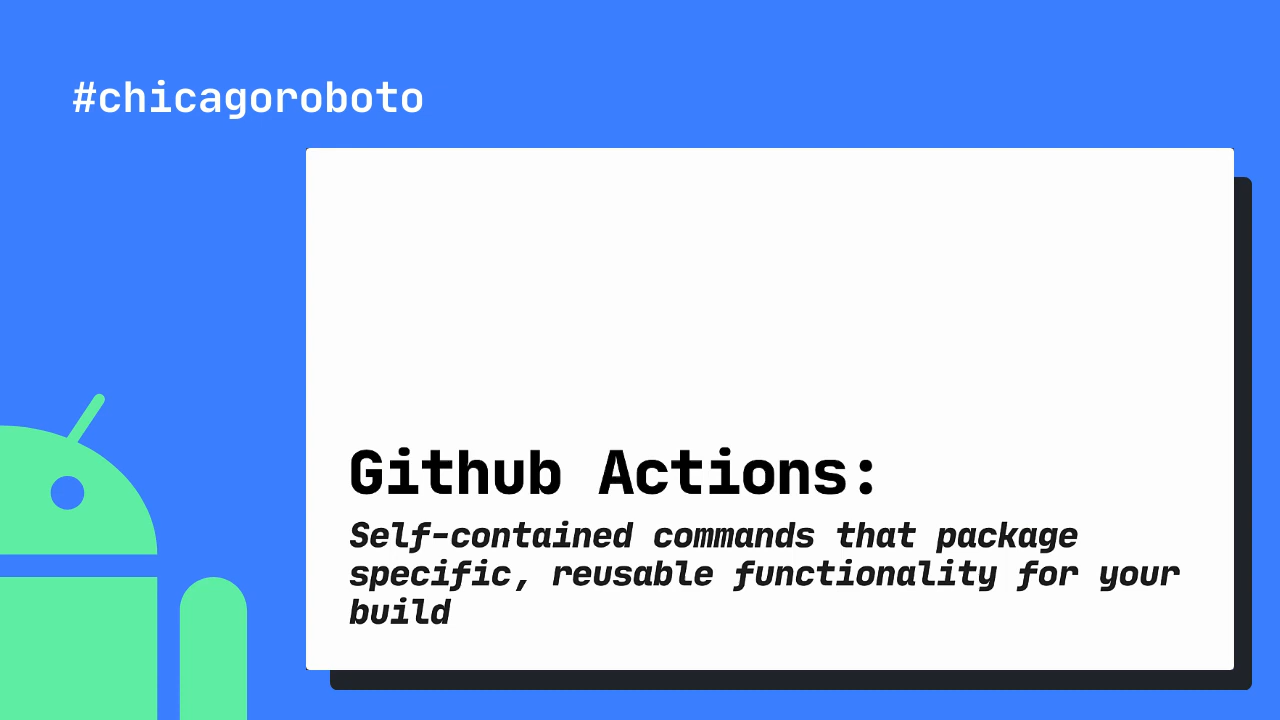 #chicagoroboto
Github Actions:
Self-contained commands that package
specific, reusable functionality for your
build